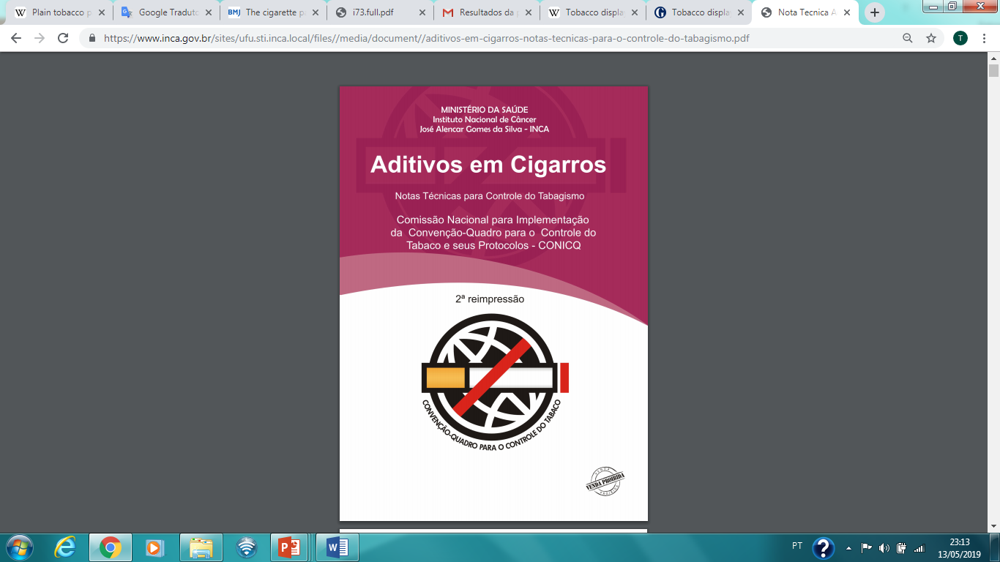 Plain tobacco p
Google Traduto
BMJ
The cigarette pa
i73.full.pdf
Resultados da p
Tobacco displa
Tobacco displa
Nota Tecnica A
https://www.inca.gov.br/sites/ufu.sti.inca.local/files//media/document//aditivos-em-cigarros-notas-tecnicas-para-o-controle-do-tabagismo.pdf
T
MINISTÉRIO DA SAÚDE
Instituto Nacional de Câncer
José Alencar Gomes da Silva - INCA
Aditivos em Cigarros
Notas Técnicas para Controle do Tabagismo
Comissão Nacional para Implementação
da Convenção-Quadro para o Controle do
Tabaco e seus Protocolos - CONICQ
2ª reimpressão
CONVENÇÃO-QUADRO PARA O CONTROLE DO TABACO
VENDA
VENDA PROIBIDA
PT
23:13
13/05/2019